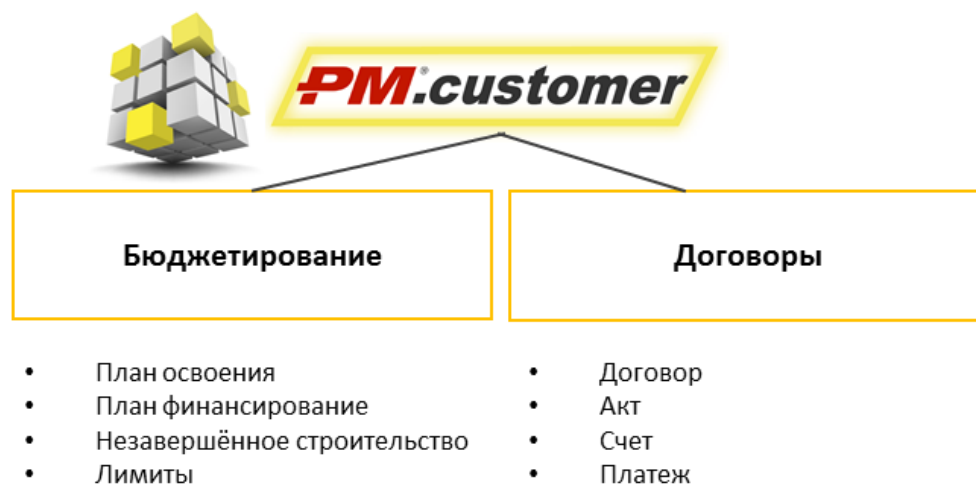 PM®.customer
Бюджетирование
Договоры
• План освоения
• План финансирование
• Незавершённое строительство
• Лимиты
• Договор
• Акт
• Счет
• Платеж